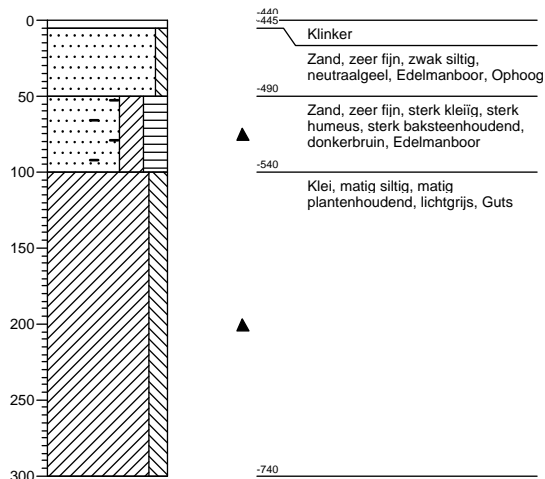 0
50
100
150
200
250
300
-440
-445
Klinker
Zand, zeer fijn, zwak siltig,
neutraalgeel, Edelmanboor, Ophoog
-490
Zand, zeer fijn, sterk kleiïg, sterk
humeus, sterk baksteenhoudend,
donkerbruin, Edelmanboor
-540
Klei, matig siltig, matig
plantenhoudend, lichtgrijs, Guts
-740